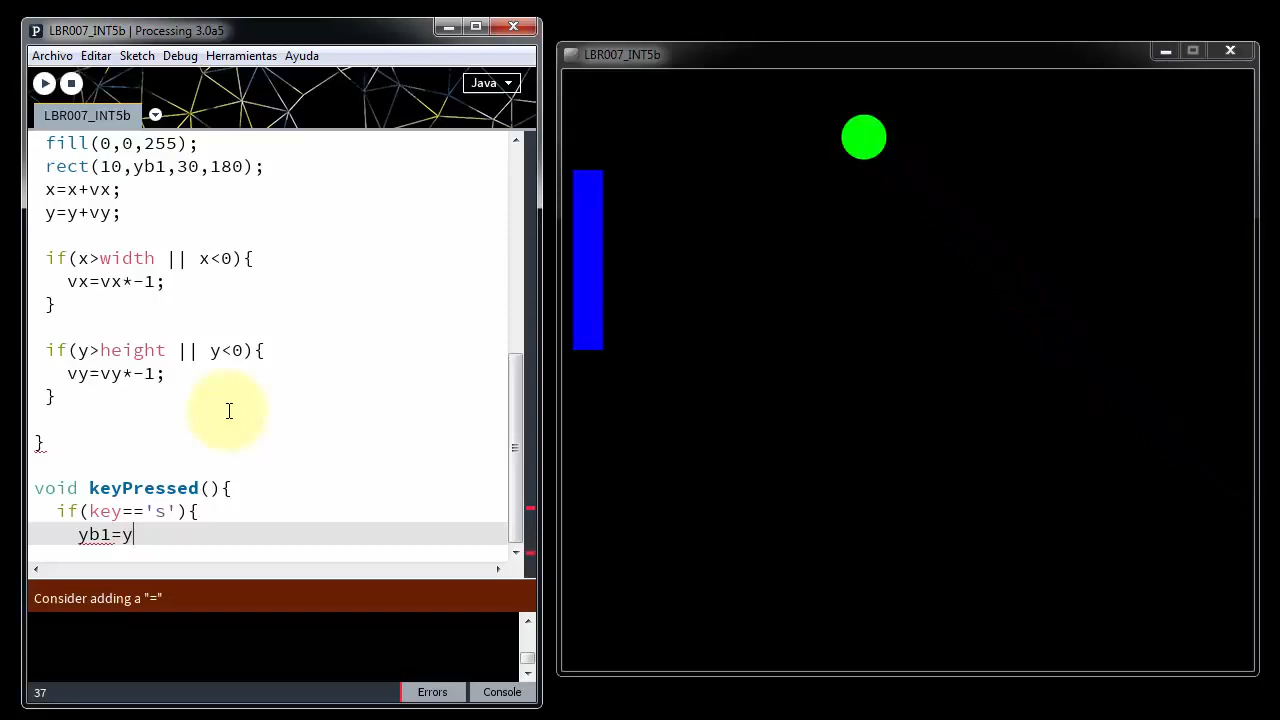 LBR007_INT5b | Processing 3.0a5
Archivo Editar Sketch Debug Herramientas Ayuda
Java
LBR007_INT5b
fill(0,0,255);
rect(10,yb1,30,180);
x=x+vx;
y=y+vy;
if(x>width || x<0){
vx=vx*-1;
}
if(y>height || y<0){
vy=vy*-1;
}
}
void keyPressed(){
if(key=='s'){
yb1=y
Consider adding a "="
37
Errors
Console
LBR007_INT5b